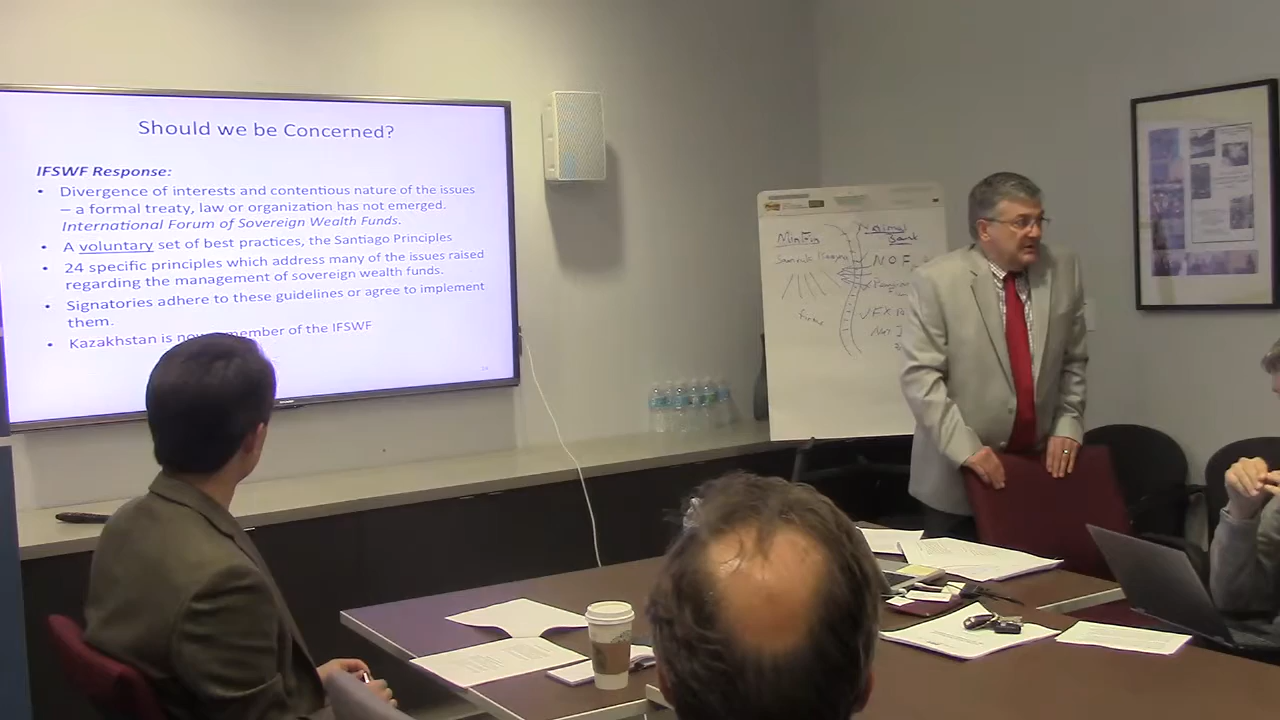 Should we be Concerned?
IFSWF Response:
• Divergence of interests and contentious nature of the issues
– a formal treaty, law or organization has not emerged.
International Forum of Sovereign Wealth Funds.
• A voluntary set of best practices, the Santiago Principles
• 24 specific principles which address many of the issues raised
regarding the management of sovereign wealth funds.
• Signatories adhere to these guidelines or agree to implement
them.
• Kazakhstan is member of the IFSWF
National
Bank
NOF